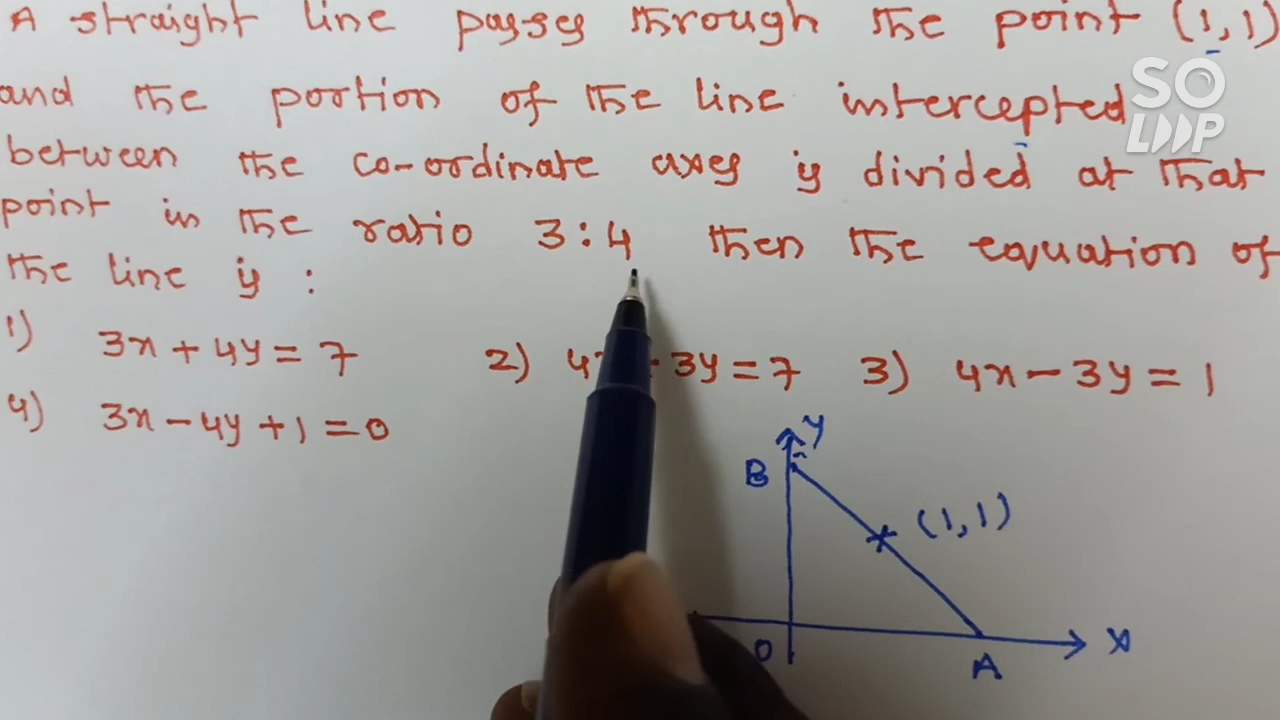 A straight line passes through the point (1,1)
and the portion of the line intercepted
between the co-ordinate axes is divided at that
point in the ratio 3:4 then the equation of
the line is :
1) 3x + 4y = 7 2) 3y = 7 3) 4x - 3y = 1
4) 3x - 4y + 1 = 0
y
B
(1,1)
O
A
X
SO
LOOP